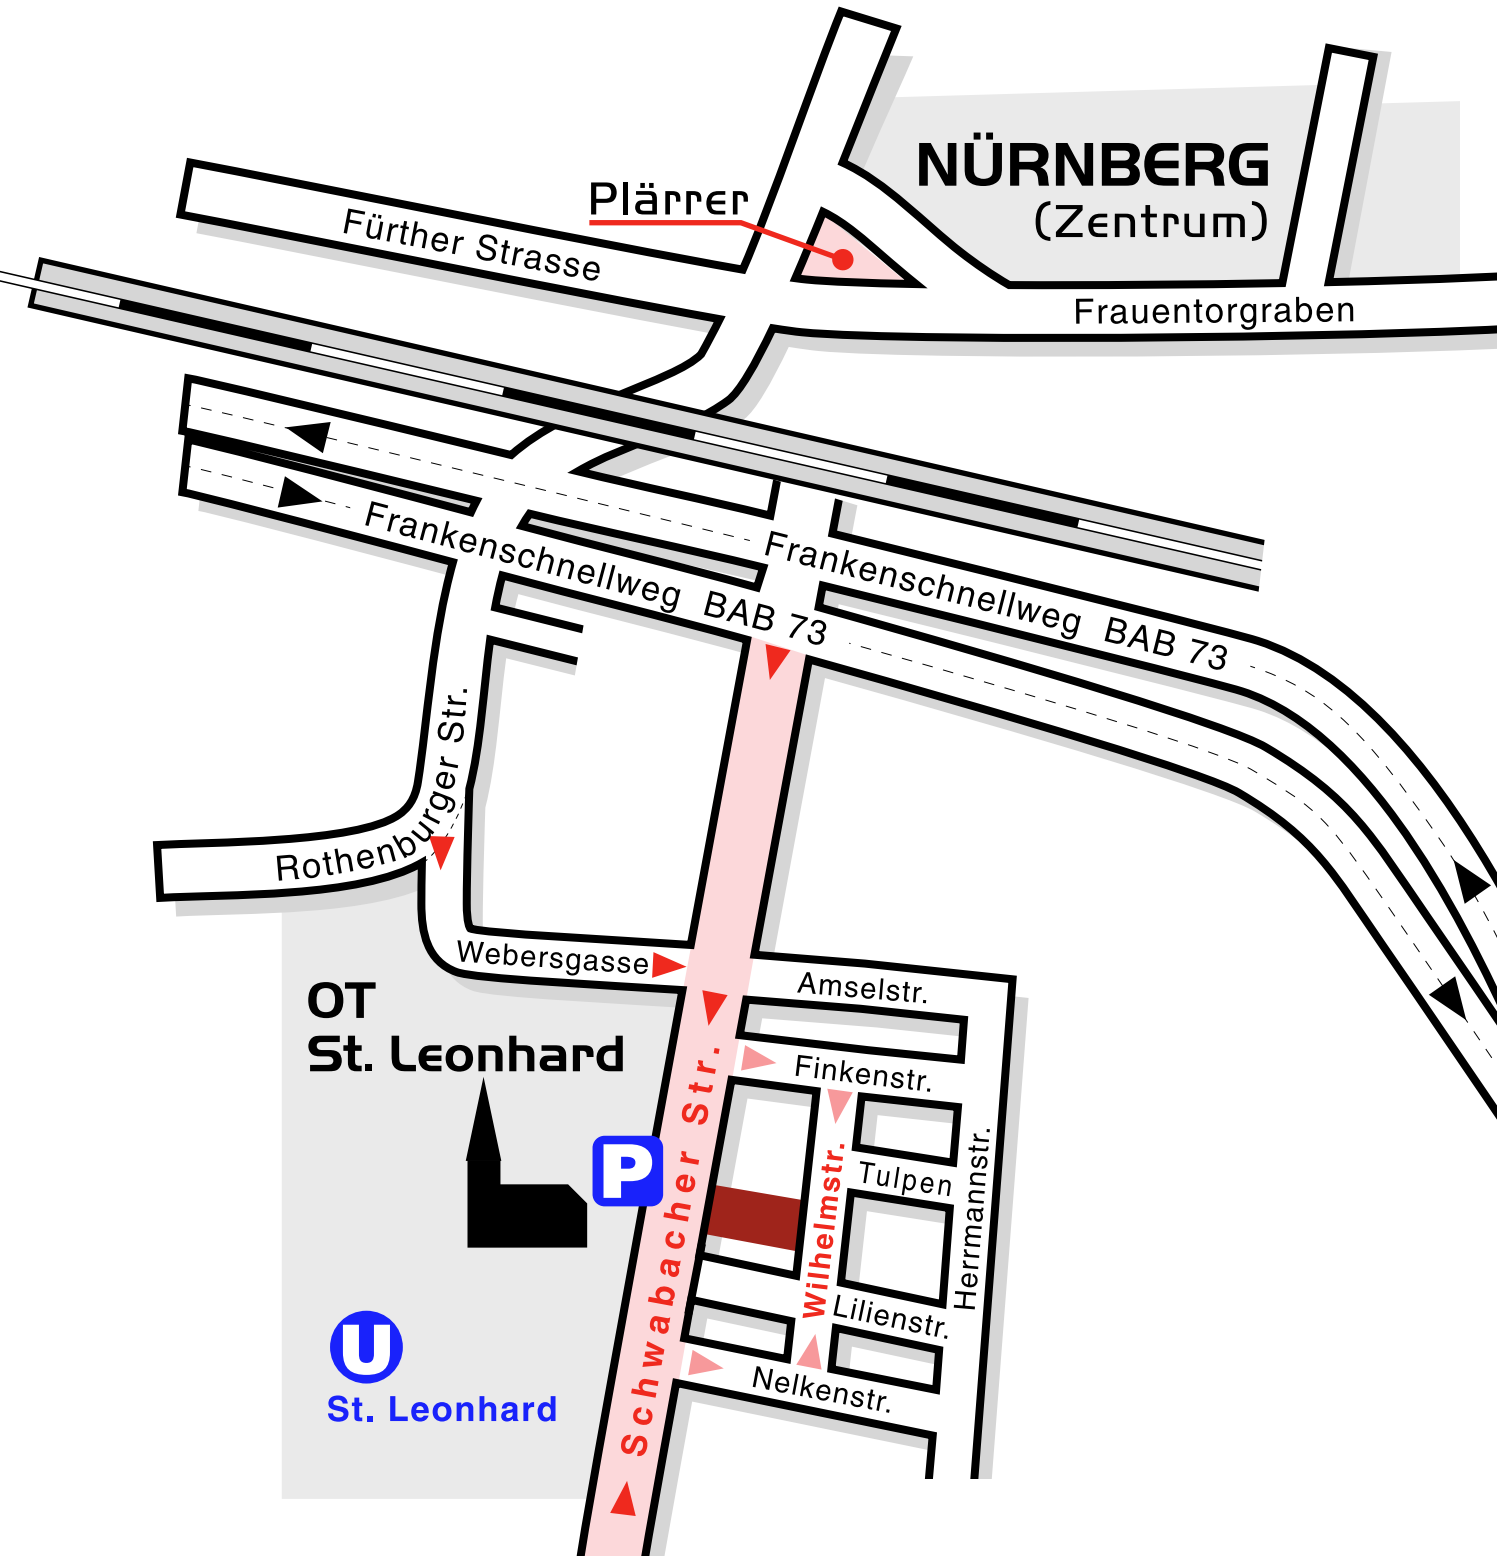 NÜRNBERG
(Zentrum)
Plärrer
Fürther Strasse
Frauentorgraben
Frankenschnellweg BAB 73
Frankenschnellweg BAB 73
Rothenburger Str.
Webersgasse
Amselstr.
OT
St. Leonhard
Finkenstr.
P
Schwabacher Str.
Wilhelmstr.
Tulpen
Herrmannstr.
Lilienstr.
Nelkenstr.
U
St. Leonhard